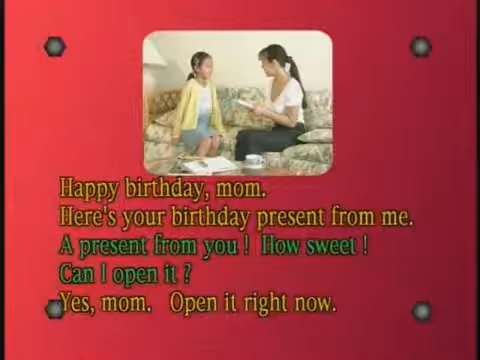 Happy birthday, mom.
Here's your birthday present from me.
A present from you ! How sweet !
Can I open it ?
Yes, mom. Open it right now.